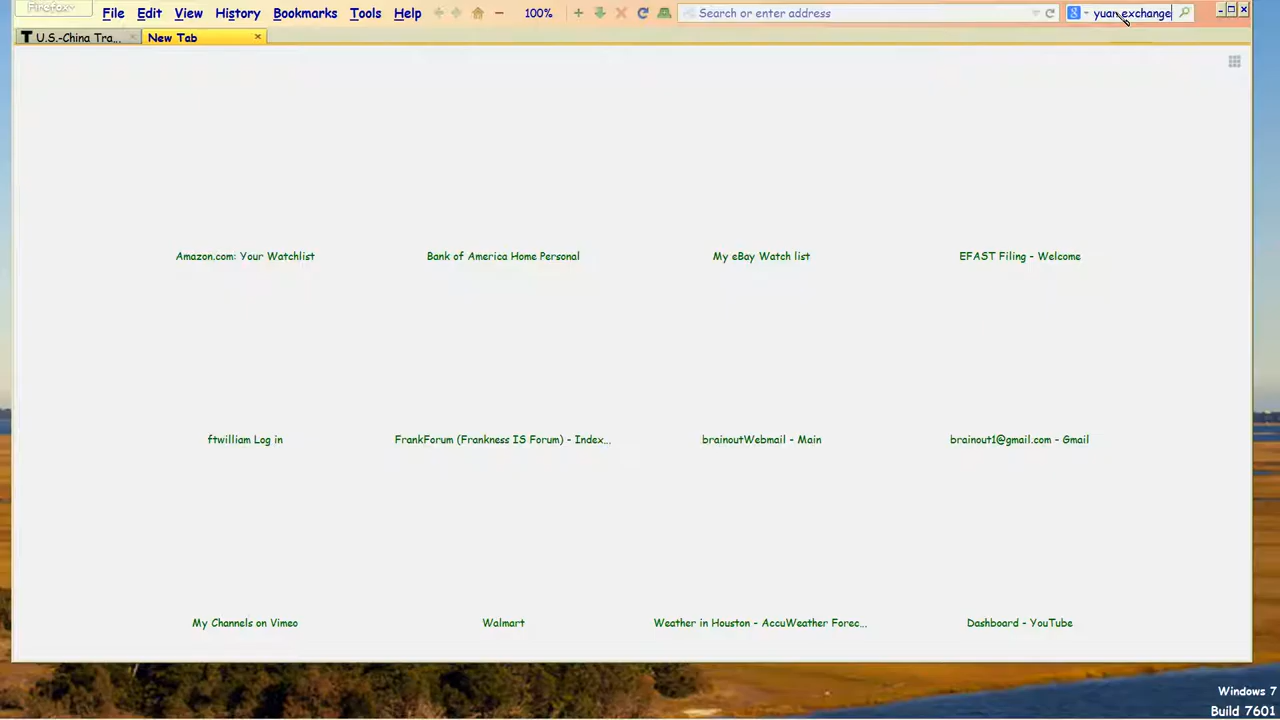 Firefox
File Edit View History Bookmarks Tools Help 100% Search or enter address yuan exchange
U.S.-China Tra... New Tab
Amazon.com: Your Watchlist Bank of America Home Personal My eBay Watch list EFAST Filing - Welcome
ftwilliam Log in FrankForum (Frankness IS Forum) - Index... brainoutWebmail - Main brainout1@gmail.com - Gmail
My Channels on Vimeo Walmart Weather in Houston - AccuWeather Forec... Dashboard - YouTube
Windows 7
Build 7601